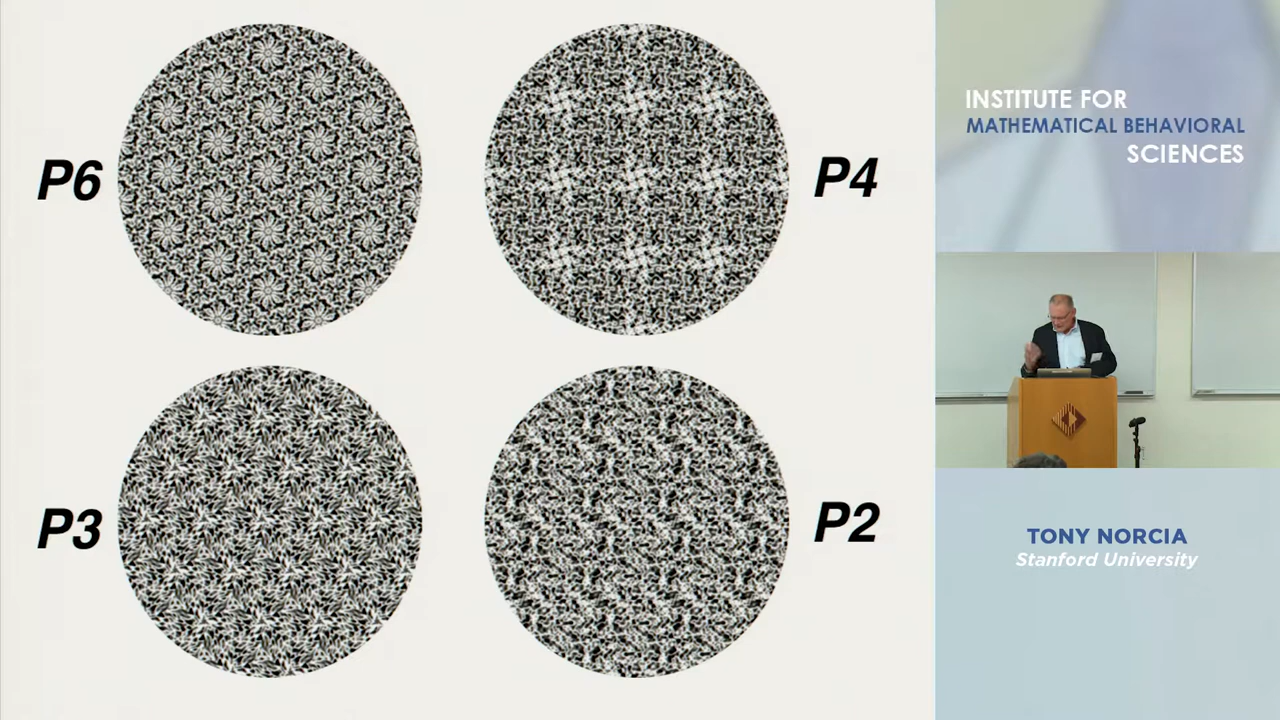 P6
P4
P3
P2
INSTITUTE FOR
MATHEMATICAL BEHAVIORAL
SCIENCES
TONY NORCIA
Stanford University